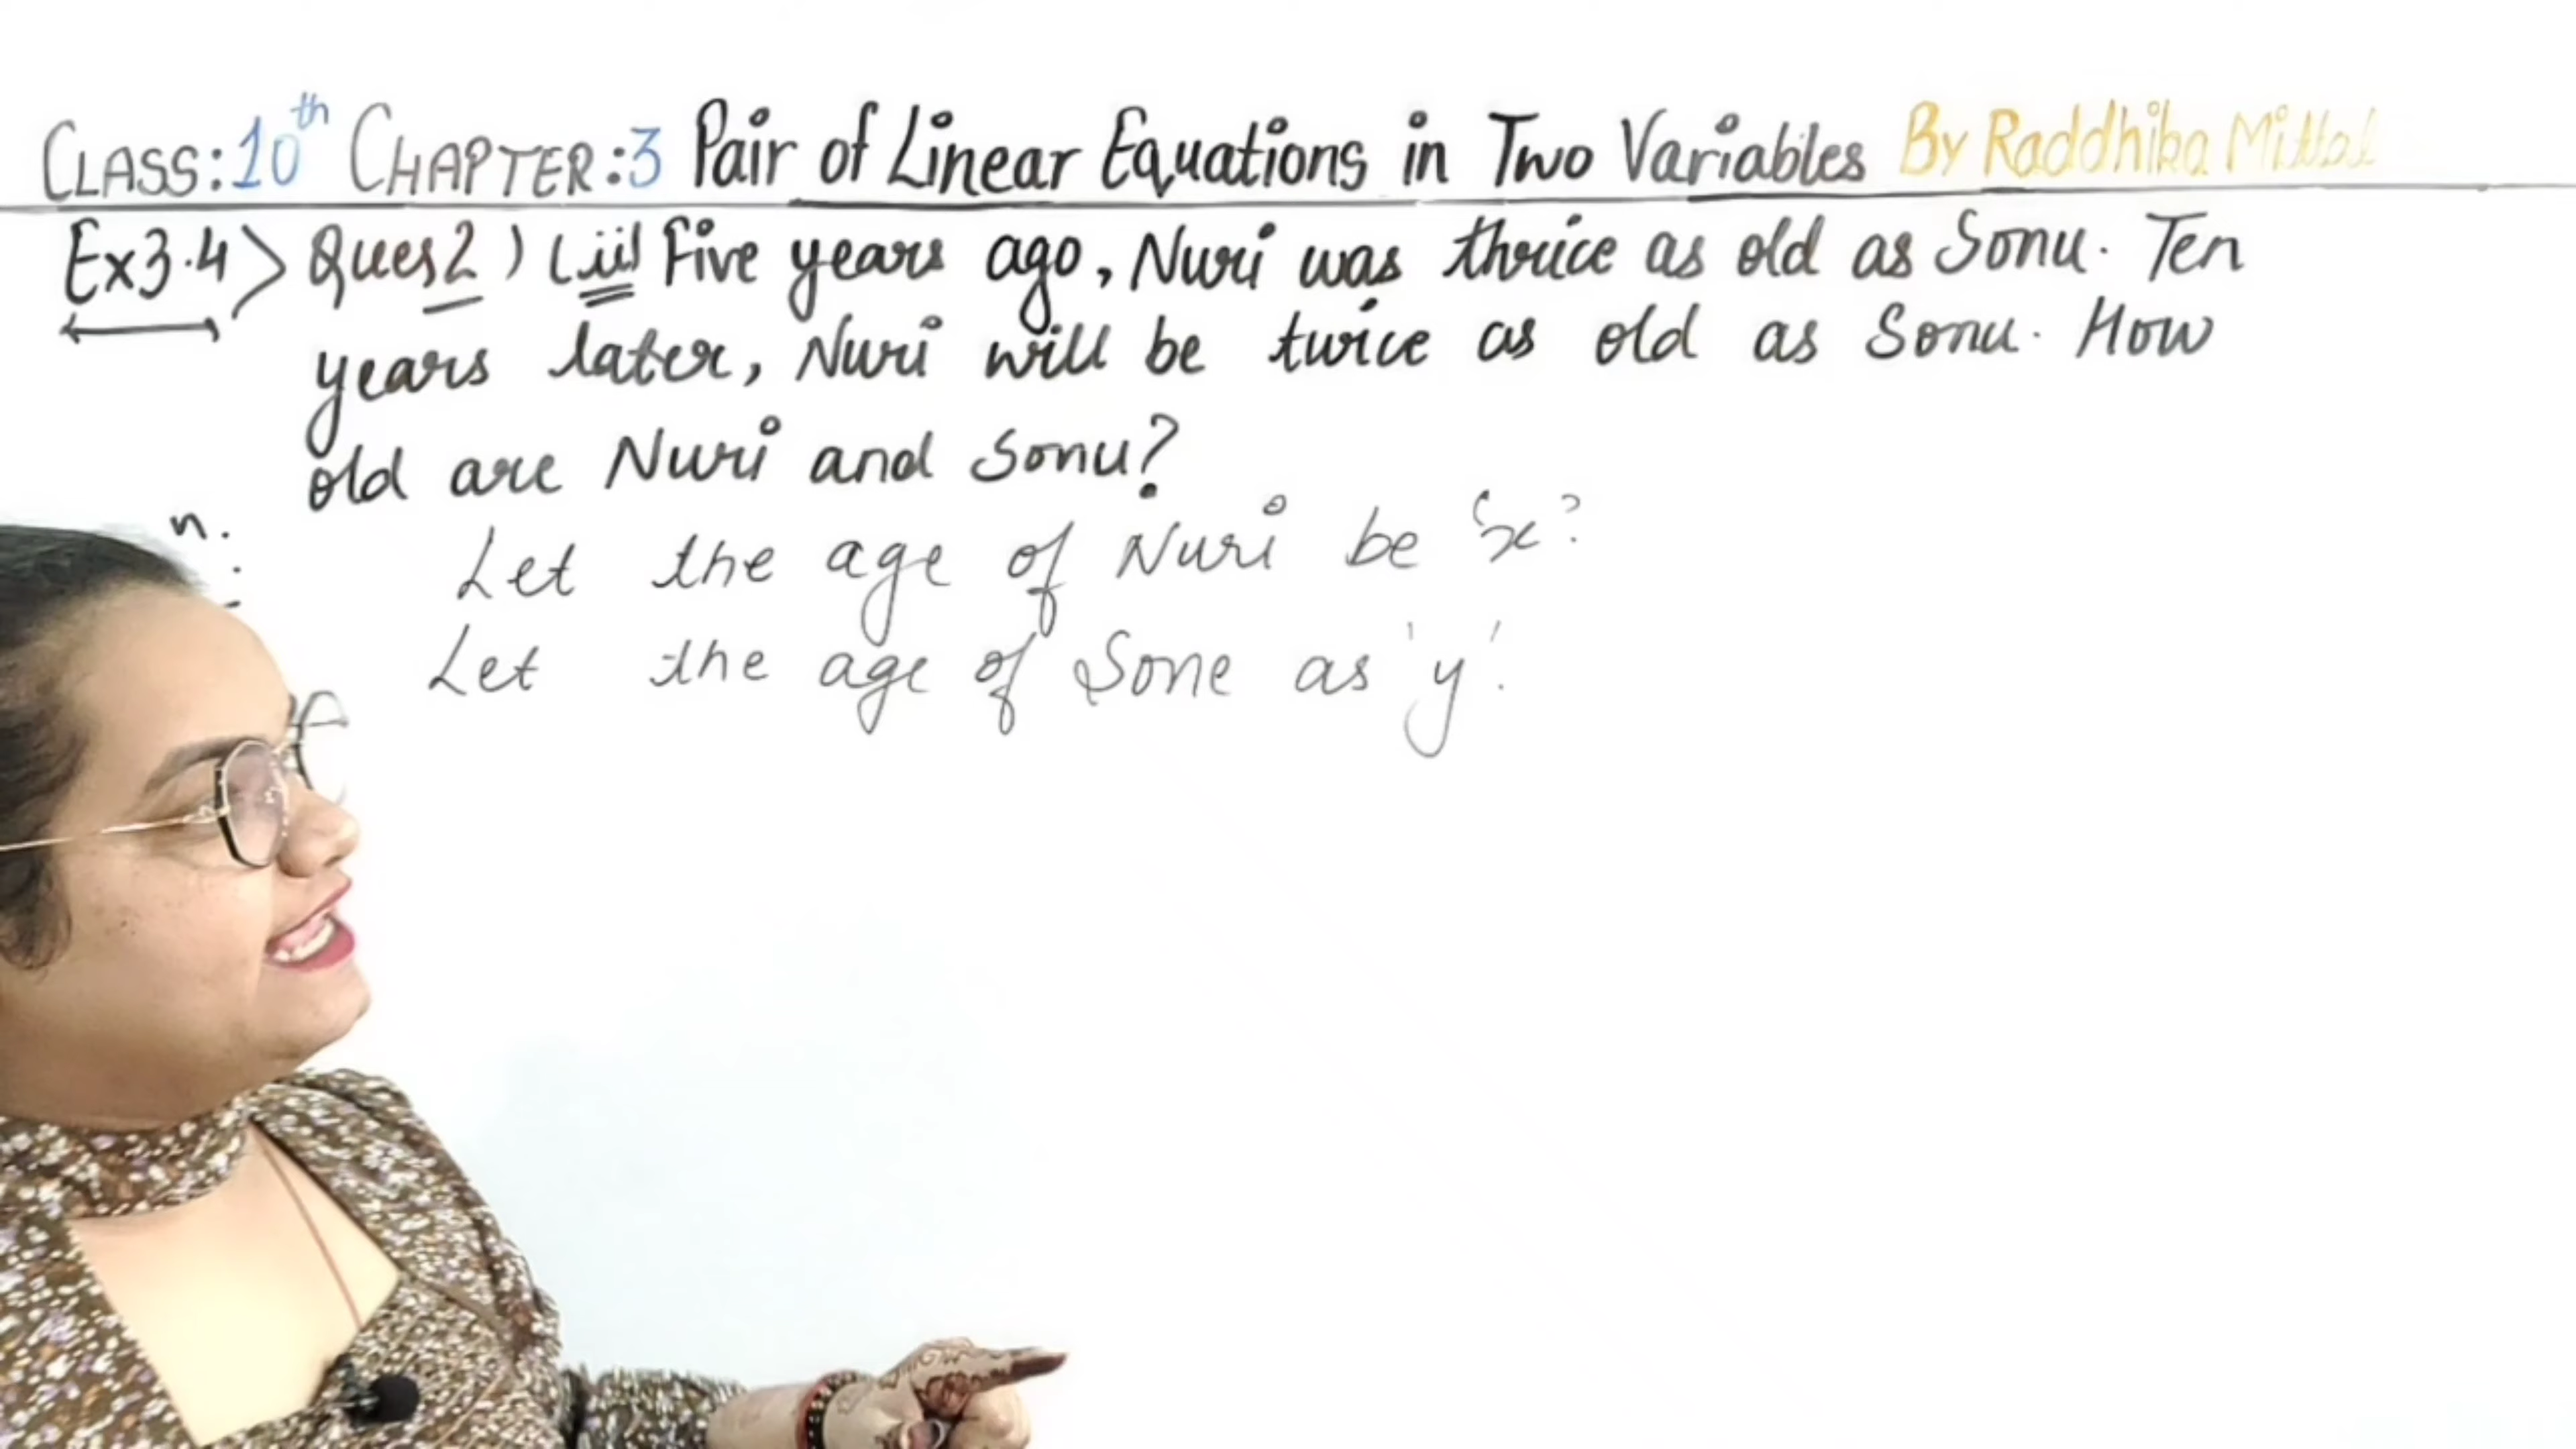 CLASS:10th CHAPTER:3 Pair of Linear Equations in Two Variables By Raddhika Mittal
Ex3.4> Ques2) (ii) Five years ago, Nuri was thrice as old as Sonu. Ten
years later, Nuri will be twice as old as Sonu. How
old are Nuri and Sonu?
n:
Let the age of Nuri be 'x'.
Let the age of Sone as 'y'.